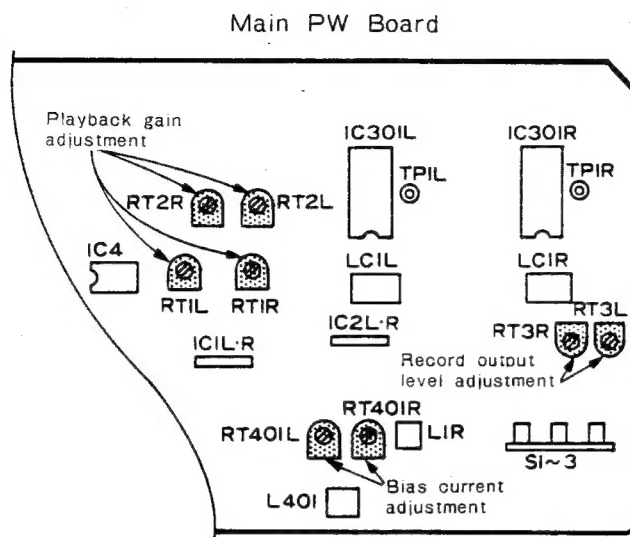 Main PW Board
Playback gain
adjustment
IC301L
IC301R
TP1L
TP1R
RT2R
RT2L
IC4
LC1L
LC1R
RT1L
RT1R
RT3L
RT3R
IC1L·R
IC2L·R
Record output
level adjustment
RT401R
RT401L
L1R
S1~3
Bias current
adjustment
L401